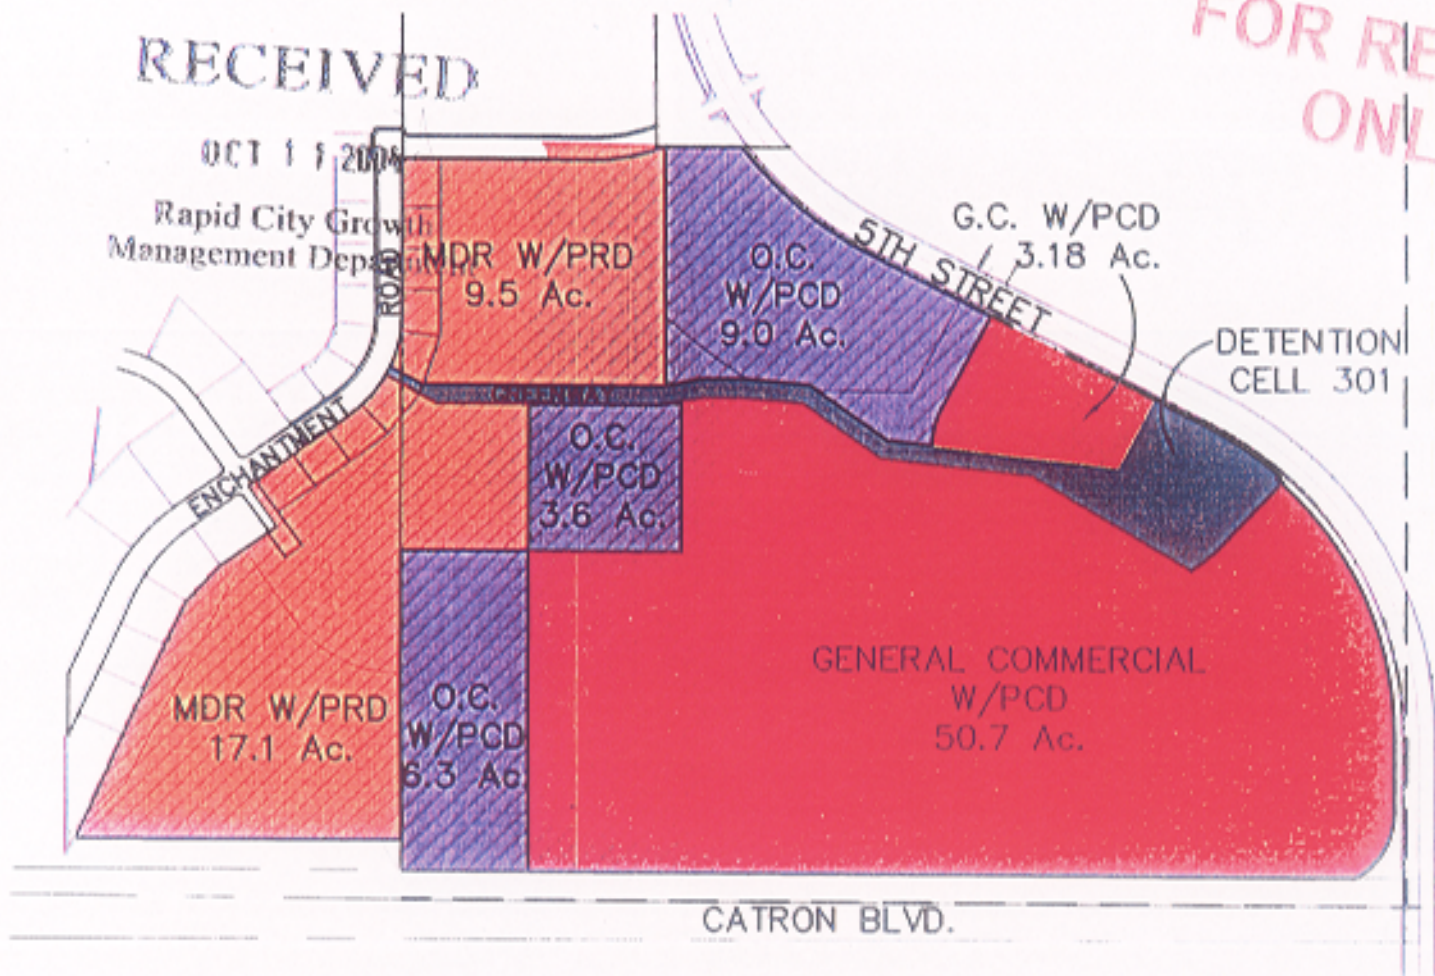 RECEIVED
FOR RE
ONL
OCT 1 1 2004
Rapid City Growth
Management Department
ROAD
MDR W/PRD
9.5 Ac.
O.C.
W/PCD
9.0 Ac.
5TH STREET
G.C. W/PCD
3.18 Ac.
DETENTION
CELL 301
ENCHANTMENT
O.C.
W/PCD
3.6 Ac.
MDR W/PRD
17.1 Ac.
O.C.
W/PCD
6.3 Ac.
GENERAL COMMERCIAL
W/PCD
50.7 Ac.
CATRON BLVD.